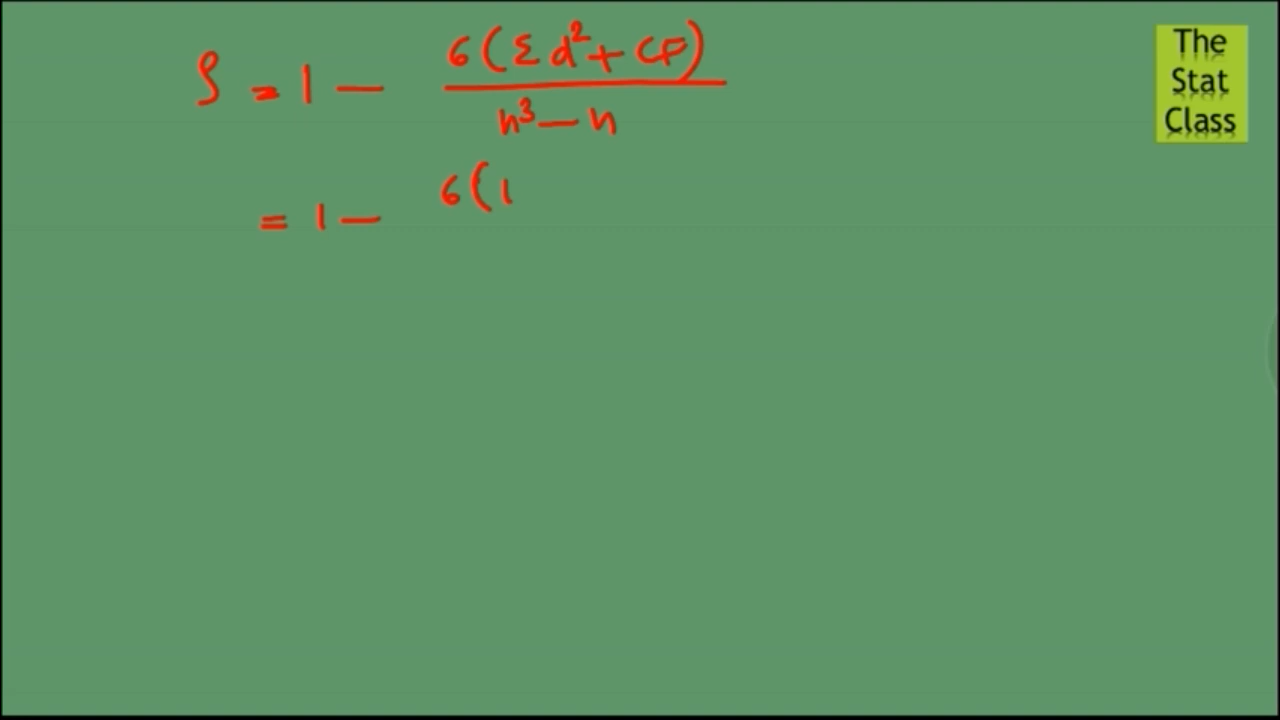 ρ = 1 — 6(Σd²+CF) / n³—n
= 1 — 6(1
The
Stat
Class